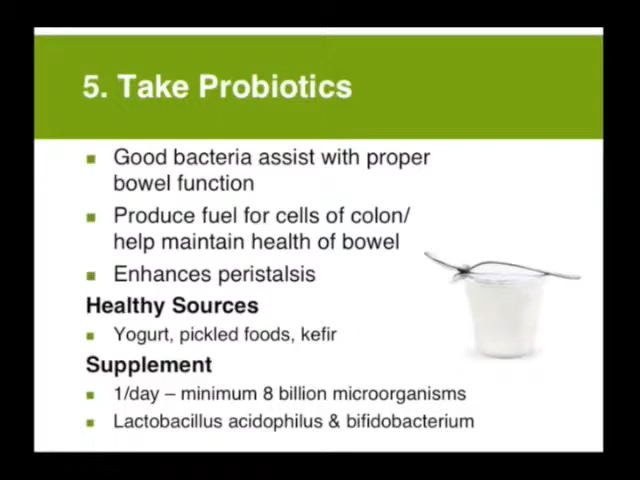 5. Take Probiotics
■ Good bacteria assist with proper
bowel function
■ Produce fuel for cells of colon/
help maintain health of bowel
■ Enhances peristalsis
Healthy Sources
■ Yogurt, pickled foods, kefir
Supplement
■ 1/day – minimum 8 billion microorganisms
■ Lactobacillus acidophilus & bifidobacterium